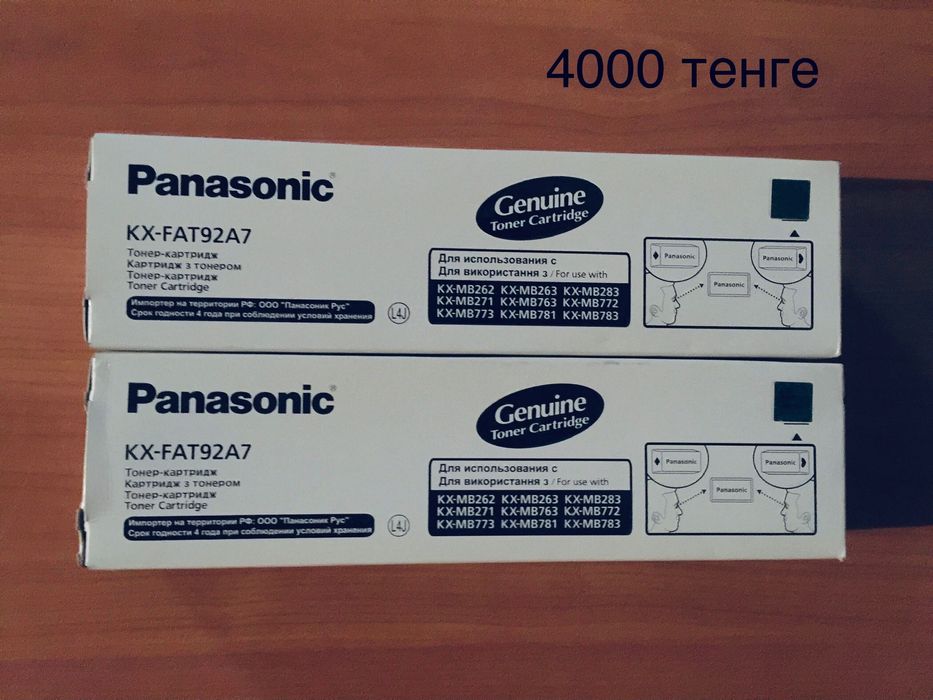 4000 тенге
Panasonic®
KX-FAT92A7
Тонер-картридж
Картридж з тонером
Тонер-картридж
Toner Cartridge
Импортер на территории РФ: ООО "Панасоник Рус"
Срок годности 4 года при соблюдении условий хранения
L4J
Genuine
Toner Cartridge
Для использования с
Для використання з / For use with
KX-MB262 KX-MB263 KX-MB283
KX-MB271 KX-MB763 KX-MB772
KX-MB773 KX-MB781 KX-MB783
Panasonic
Panasonic
Panasonic
Panasonic®
KX-FAT92A7
Тонер-картридж
Картридж з тонером
Тонер-картридж
Toner Cartridge
Импортер на территории РФ: ООО "Панасоник Рус"
Срок годности 4 года при соблюдении условий хранения
L4J
Genuine
Toner Cartridge
Для использования с
Для використання з / For use with
KX-MB262 KX-MB263 KX-MB283
KX-MB271 KX-MB763 KX-MB772
KX-MB773 KX-MB781 KX-MB783
Panasonic
Panasonic
Panasonic